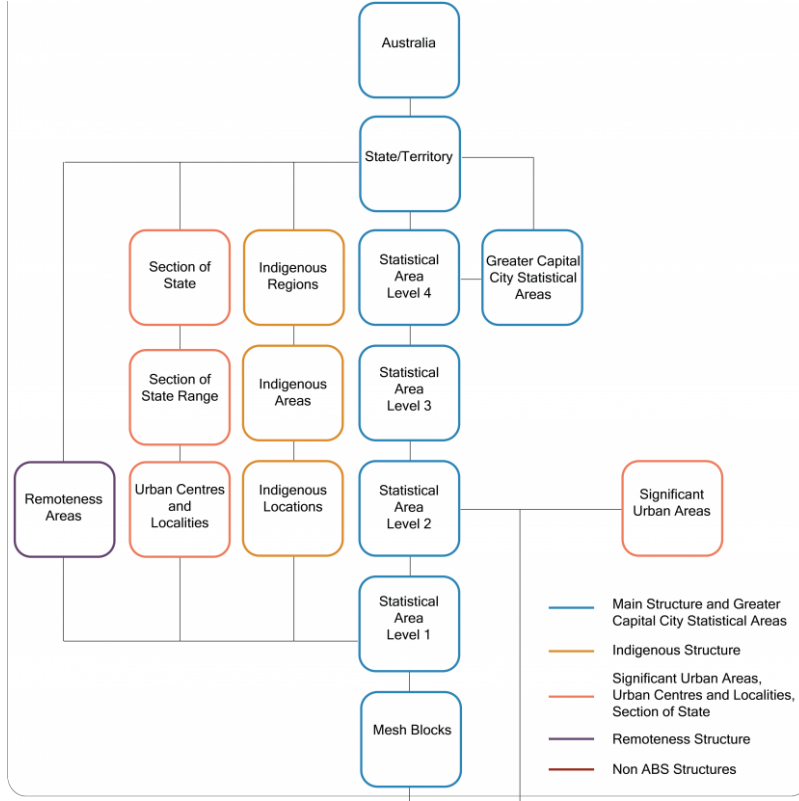 Australia
State/Territory
Section of
State
Indigenous
Regions
Statistical
Area
Level 4
Greater Capital
City Statistical
Areas
Section of
State Range
Indigenous
Areas
Statistical
Area
Level 3
Remoteness
Areas
Urban Centres
and
Localities
Indigenous
Locations
Statistical
Area
Level 2
Significant
Urban Areas
Statistical
Area
Level 1
Mesh Blocks
Main Structure and Greater
Capital City Statistical Areas
Indigenous Structure
Significant Urban Areas,
Urban Centres and Localities,
Section of State
Remoteness Structure
Non ABS Structures